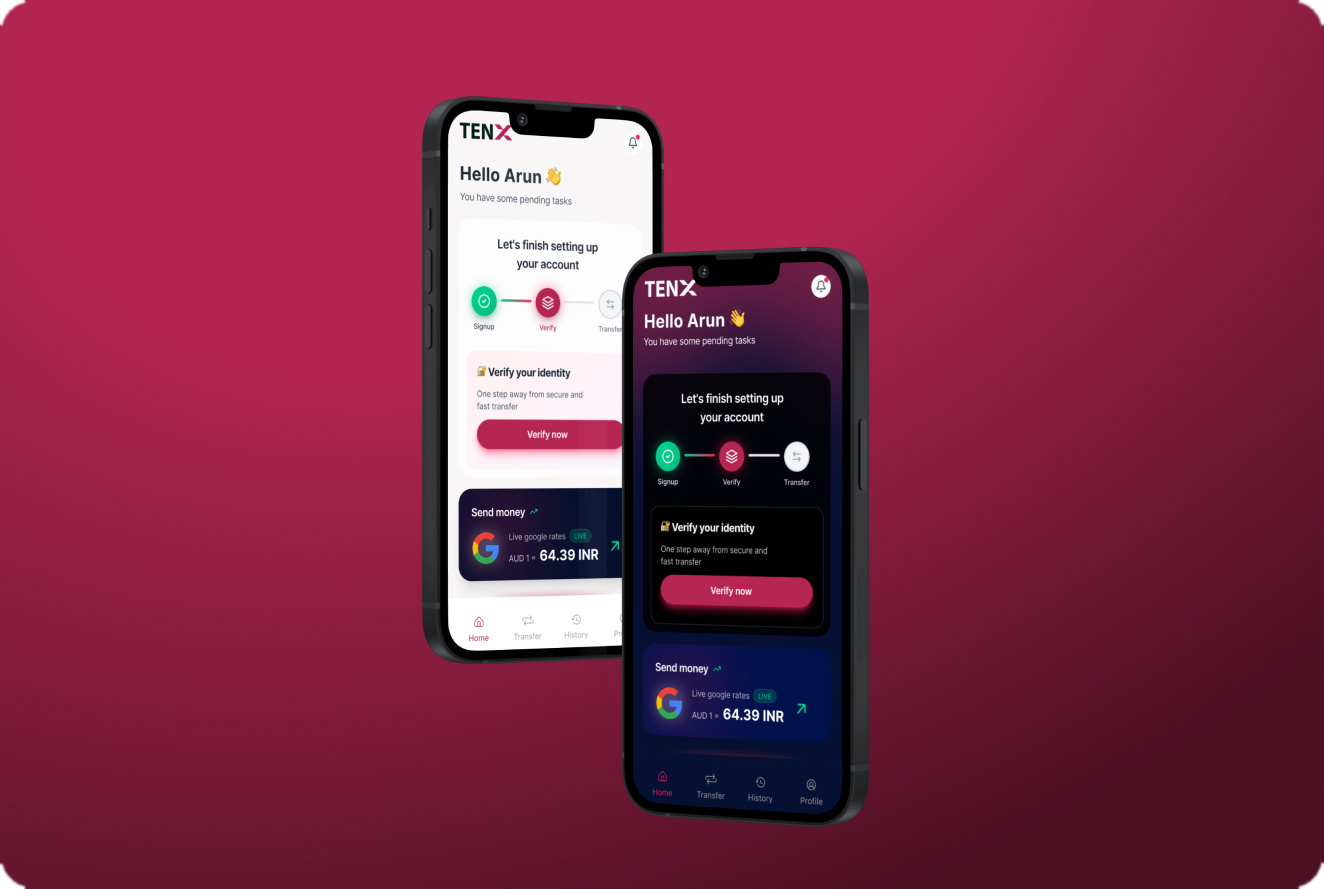 TENX
Hello Arun 👋
You have some pending tasks
Let's finish setting up
your account
Signup
Verify
Transfer
🔐 Verify your identity
One step away from secure and
fast transfer
Verify now
Send money
Live google rates LIVE
AUD 1 = 64.39 INR
Home
Transfer
History
Pr
TENX
Hello Arun 👋
You have some pending tasks
Let's finish setting up
your account
Signup
Verify
Transfer
🔐 Verify your identity
One step away from secure and
fast transfer
Verify now
Send money
Live google rates LIVE
AUD 1 = 64.39 INR
Home
Transfer
History
Profile